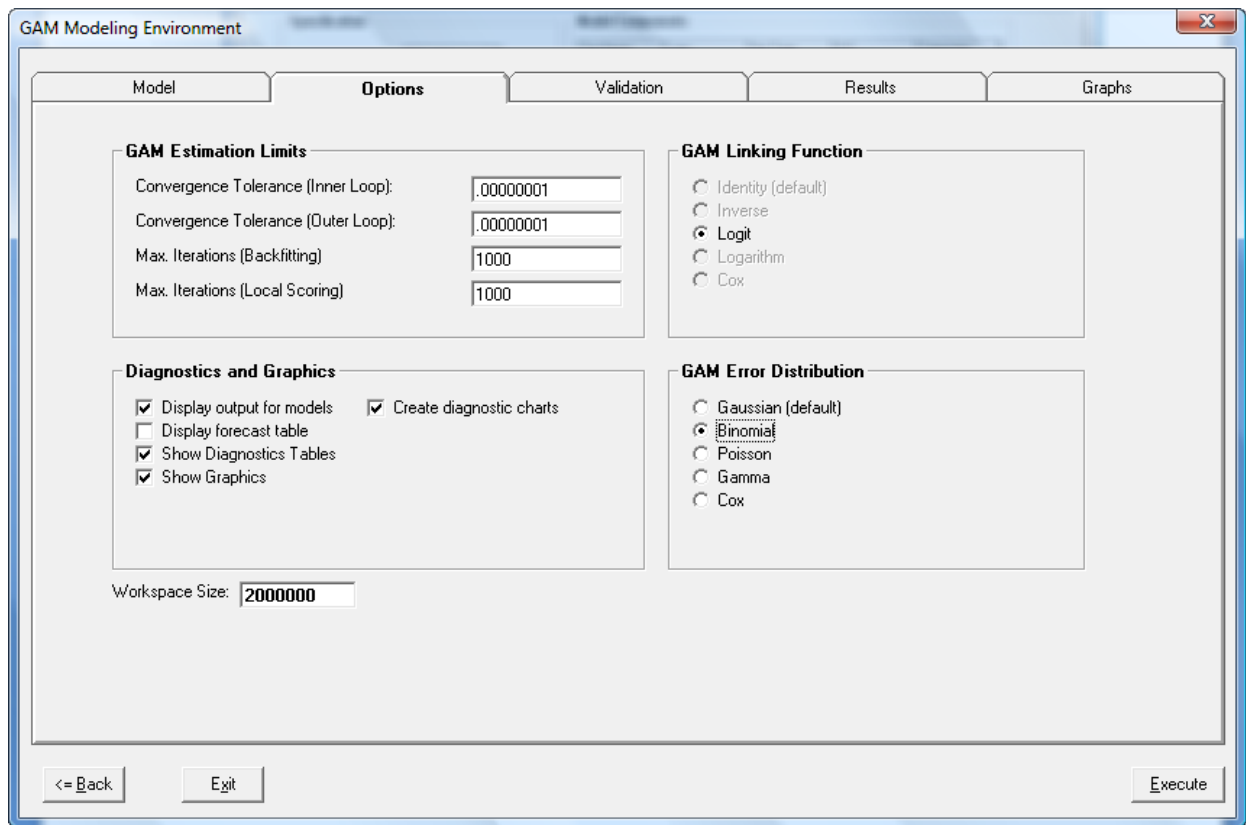 GAM Modeling Environment
Model Options Validation Results Graphs
GAM Estimation Limits
Convergence Tolerance (Inner Loop): .00000001
Convergence Tolerance (Outer Loop): .00000001
Max. Iterations (Backfitting) 1000
Max. Iterations (Local Scoring) 1000
GAM Linking Function
Identity (default)
Inverse
Logit
Logarithm
Cox
Diagnostics and Graphics
Display output for models Create diagnostic charts
Display forecast table
Show Diagnostics Tables
Show Graphics
GAM Error Distribution
Gaussian (default)
Binomial
Poisson
Gamma
Cox
Workspace Size: 2000000
<= Back Exit Execute